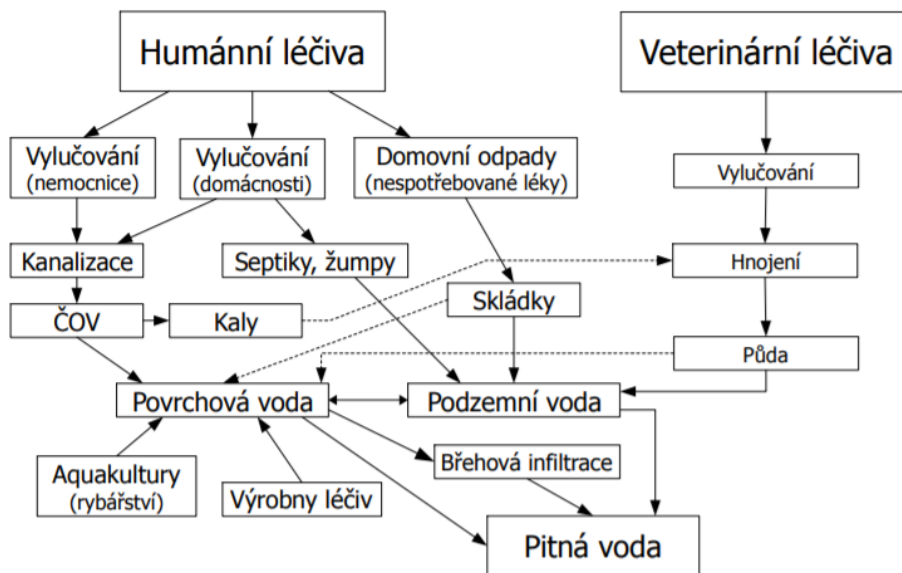 Humánní léčiva
Veterinární léčiva
Vylučování
(nemocnice)
Vylučování
(domácnosti)
Domovní odpady
(nespotřebované léky)
Vylučování
Kanalizace
Septiky, žumpy
Hnojení
ČOV
Kaly
Skládky
Půda
Povrchová voda
Podzemní voda
Aquakultury
(rybářství)
Výrobny léčiv
Břehová infiltrace
Pitná voda